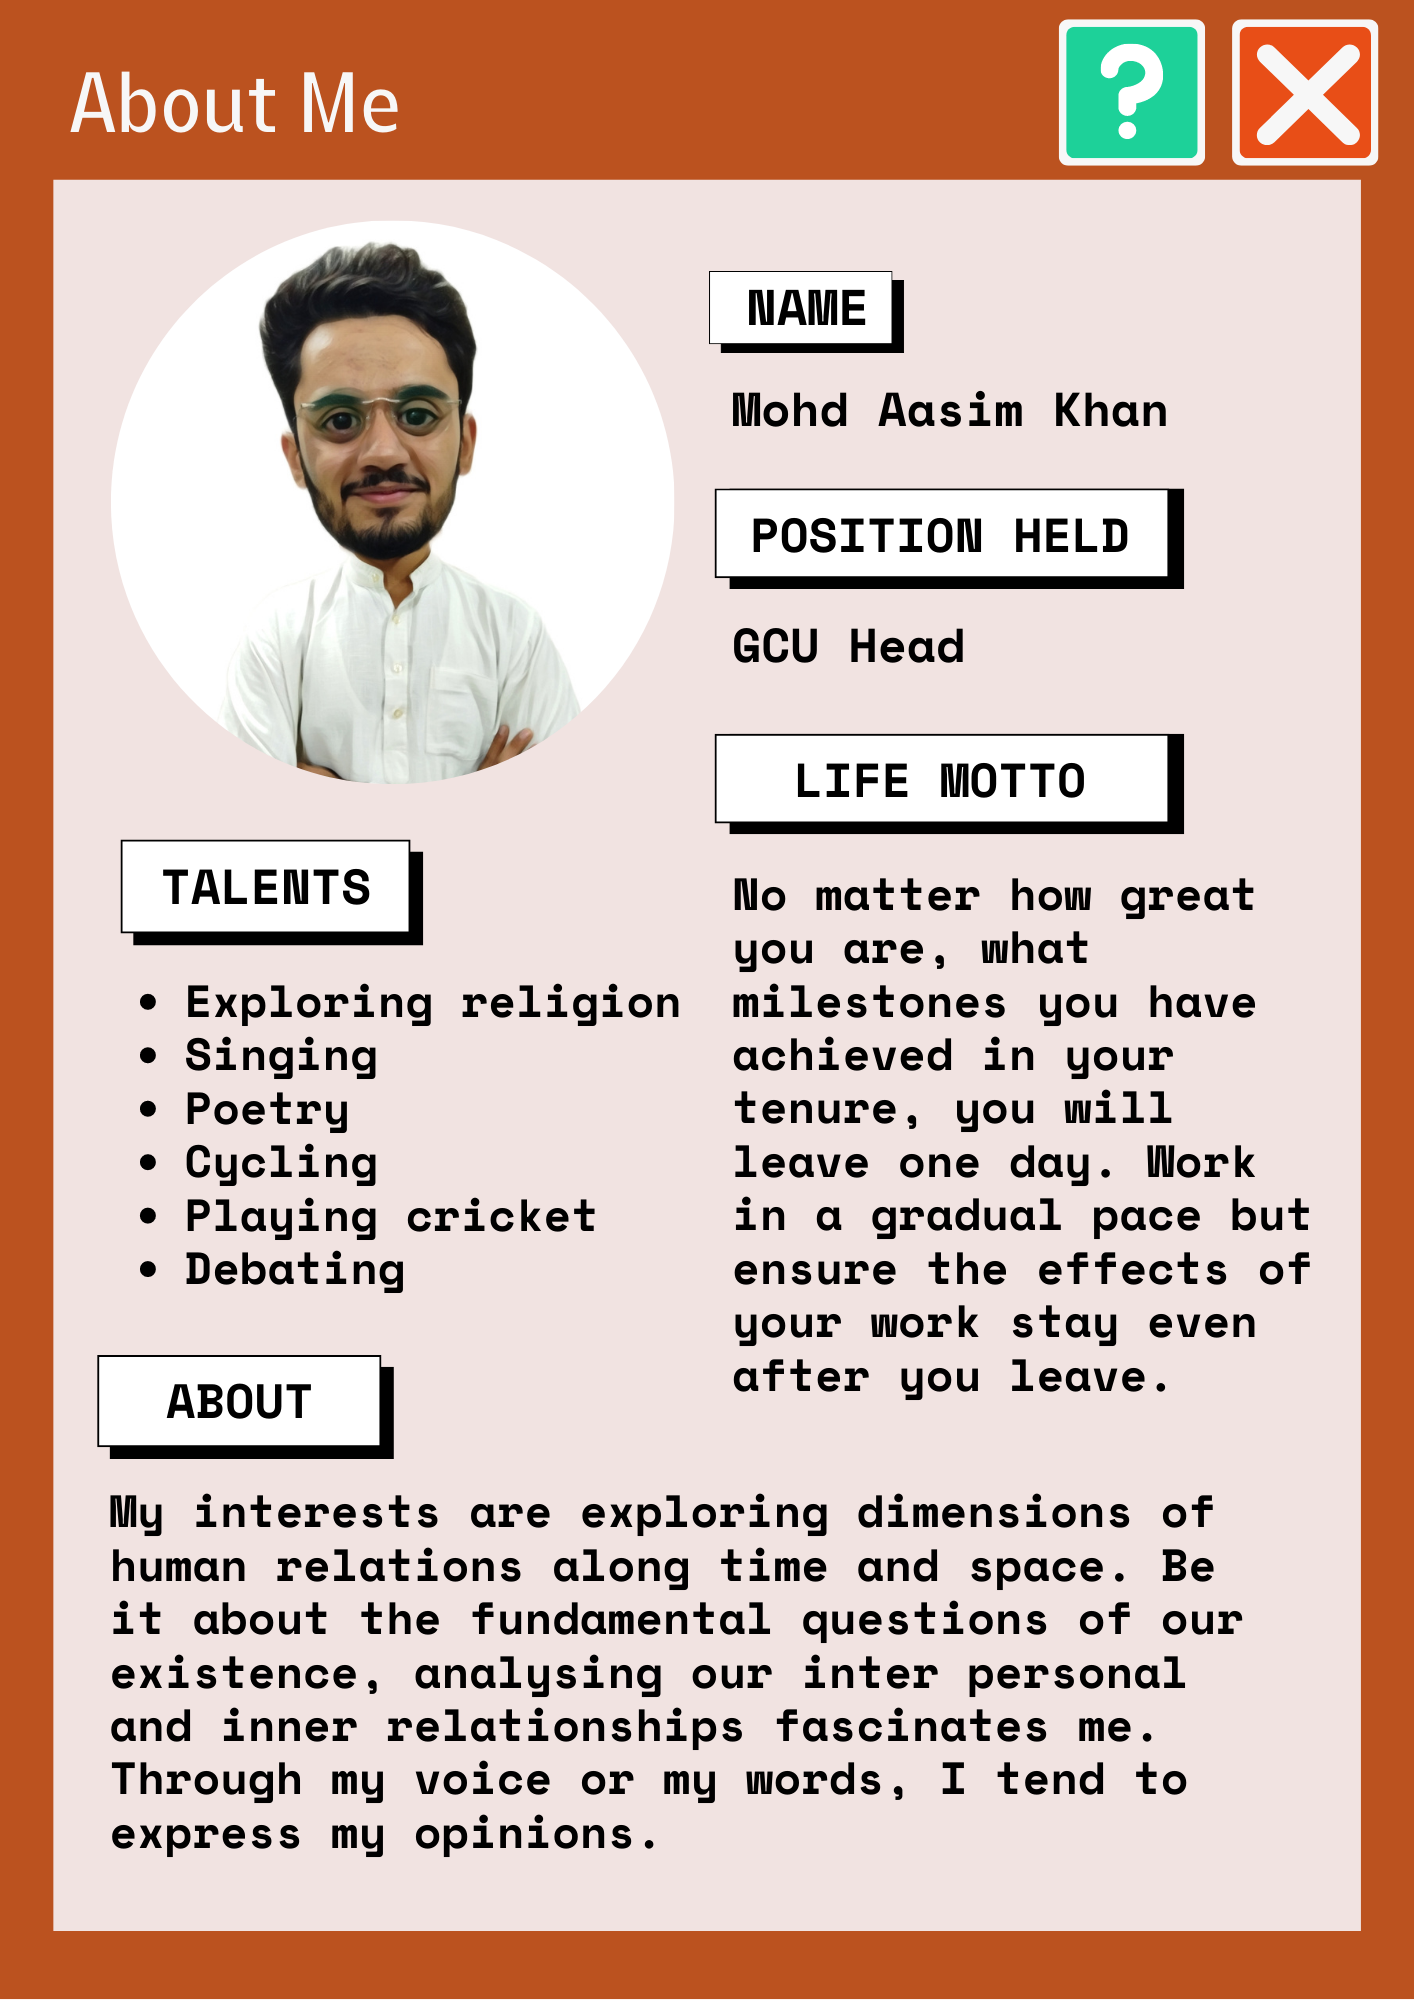 About Me
NAME
Mohd Aasim Khan
POSITION HELD
GCU Head
LIFE MOTTO
No matter how great
you are, what
milestones you have
achieved in your
tenure, you will
leave one day. Work
in a gradual pace but
ensure the effects of
your work stay even
after you leave.
TALENTS
• Exploring religion
• Singing
• Poetry
• Cycling
• Playing cricket
• Debating
ABOUT
My interests are exploring dimensions of
human relations along time and space. Be
it about the fundamental questions of our
existence, analysing our inter personal
and inner relationships fascinates me.
Through my voice or my words, I tend to
express my opinions.